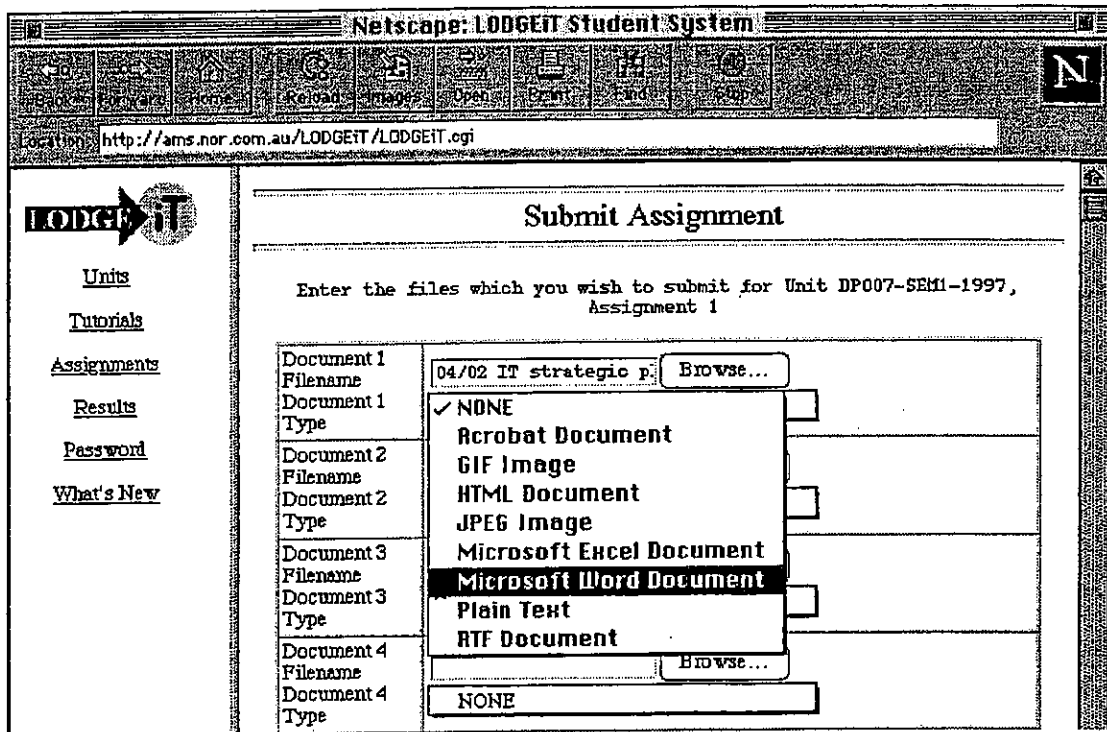 Netscape: LODGEiT Student System
Back Forward Home Reload Images Open Print Find Stop
N
Location: http://ams.nor.com.au/LODGEiT/LODGEiT.cgi
LODGE iT
Units
Tutorials
Assignments
Results
Password
What's New
Submit Assignment
Enter the files which you wish to submit for Unit DP007-SEM1-1997,
Assignment 1
Document 1
Filename
04/02 IT strategic p. Browse...
Document 1
Type
✓ NONE
Acrobat Document
GIF Image
HTML Document
JPEG Image
Microsoft Excel Document
Microsoft Word Document
Plain Text
RTF Document
Document 2
Filename
Document 2
Type
Document 3
Filename
Document 3
Type
Document 4
Filename
Browse...
Document 4
Type
NONE